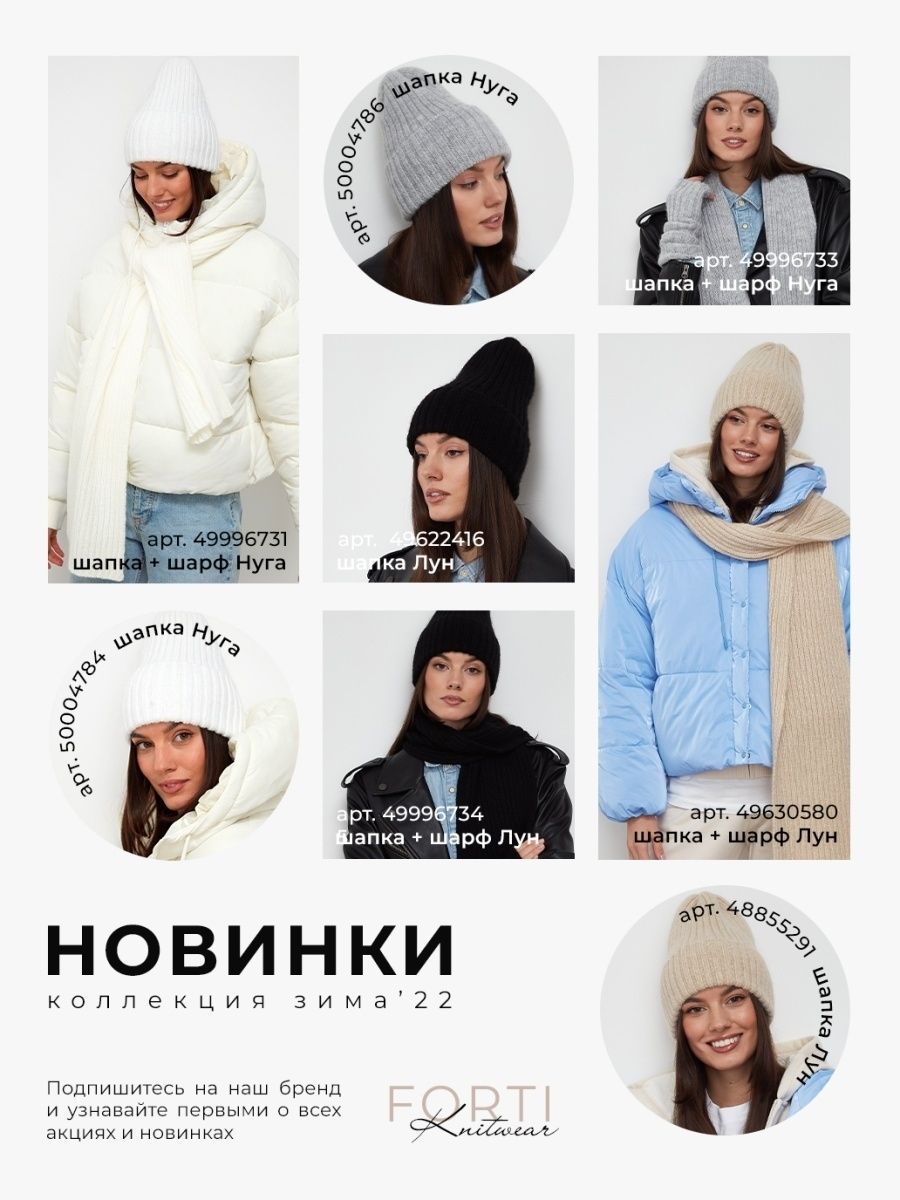 арт. 50004786 шапка Нуга
арт. 49996733
шапка + шарф Нуга
арт. 49996731
шапка + шарф Нуга
арт. 49622416
шапка Лун
арт. 50004784 шапка Нуга
арт. 49996734
шапка + шарф Лун
арт. 49630580
шапка + шарф Лун
арт. 48855291 шапка Лун
НОВИНКИ
коллекция зима’22
Подпишитесь на наш бренд
и узнавайте первыми о всех
акциях и новинках
FORTI
Knitwear